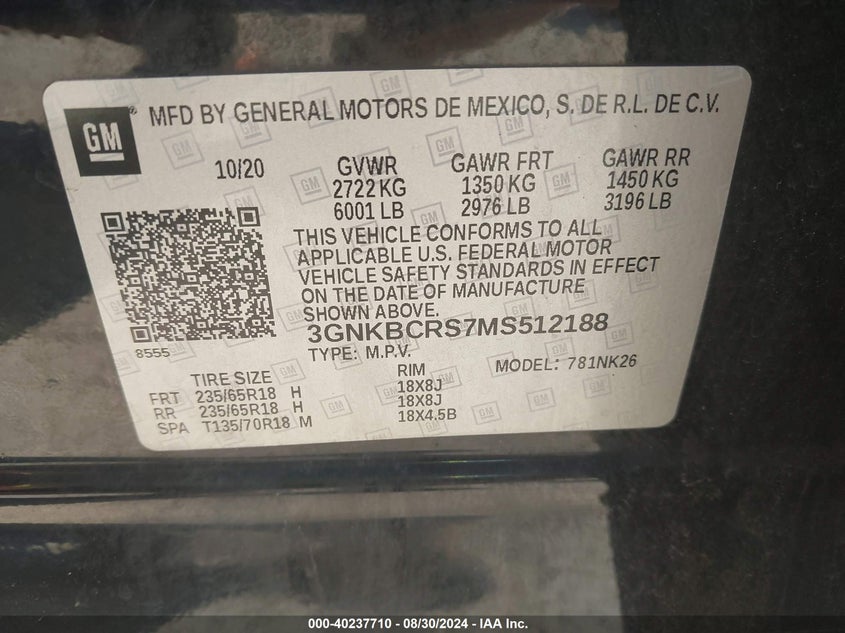 GM ® MFD BY GENERAL MOTORS DE MEXICO, S. DE R.L. DE C.V.
10/20 GVWR GAWR FRT GAWR RR
2722 KG 1350 KG 1450 KG
6001 LB 2976 LB 3196 LB
THIS VEHICLE CONFORMS TO ALL
APPLICABLE U.S. FEDERAL MOTOR
VEHICLE SAFETY STANDARDS IN EFFECT
ON THE DATE OF MANUFACTURE
SHOWN ABOVE.
3GNKBCRS7MS512188
8555 TYPE: M.P.V. MODEL: 781NK26
TIRE SIZE RIM
FRT 235/65R18 H 18X8J
RR 235/65R18 H 18X8J
SPA T135/70R18 M 18X4.5B
000-40237710 - 08/30/2024 - IAA Inc.